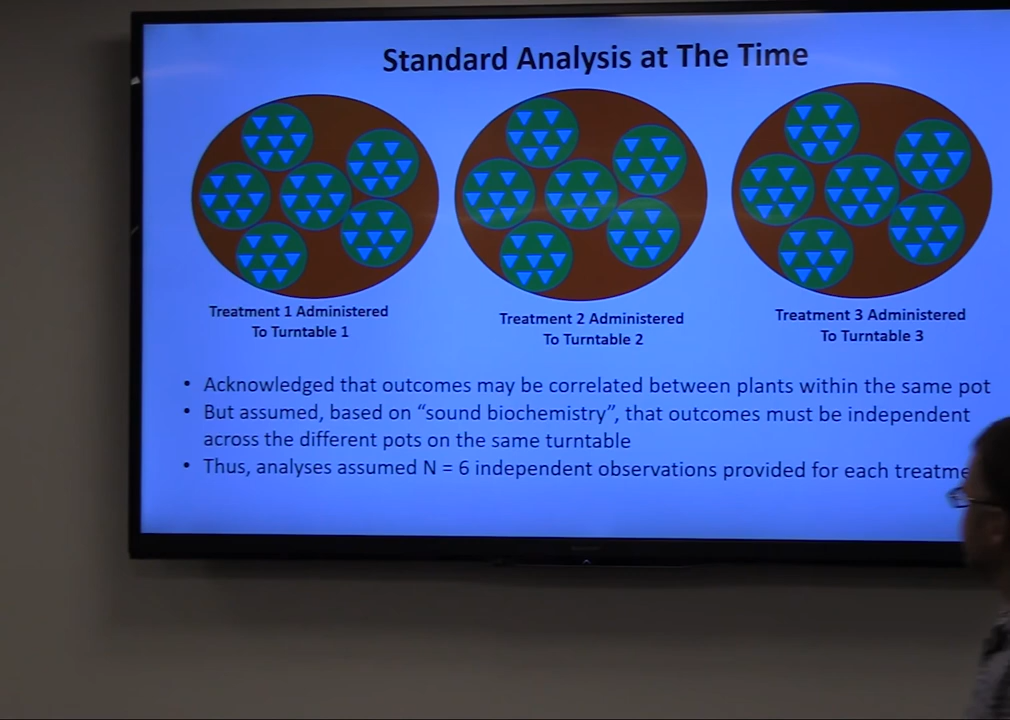 Standard Analysis at The Time
Treatment 1 Administered
To Turntable 1
Treatment 2 Administered
To Turntable 2
Treatment 3 Administered
To Turntable 3
• Acknowledged that outcomes may be correlated between plants within the same pot
• But assumed, based on “sound biochemistry”, that outcomes must be independent
across the different pots on the same turntable
• Thus, analyses assumed N = 6 independent observations provided for each treatme